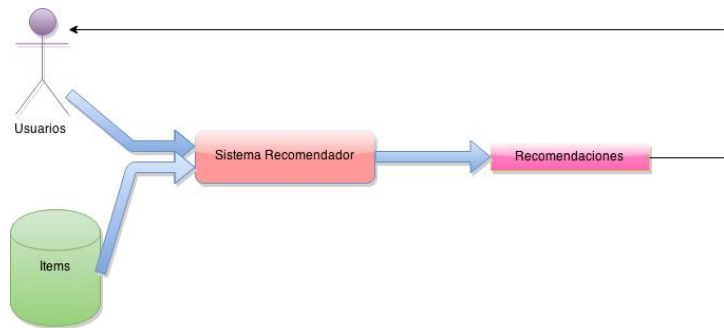 Usuarios
Sistema Recomendador
Recomendaciones
Items